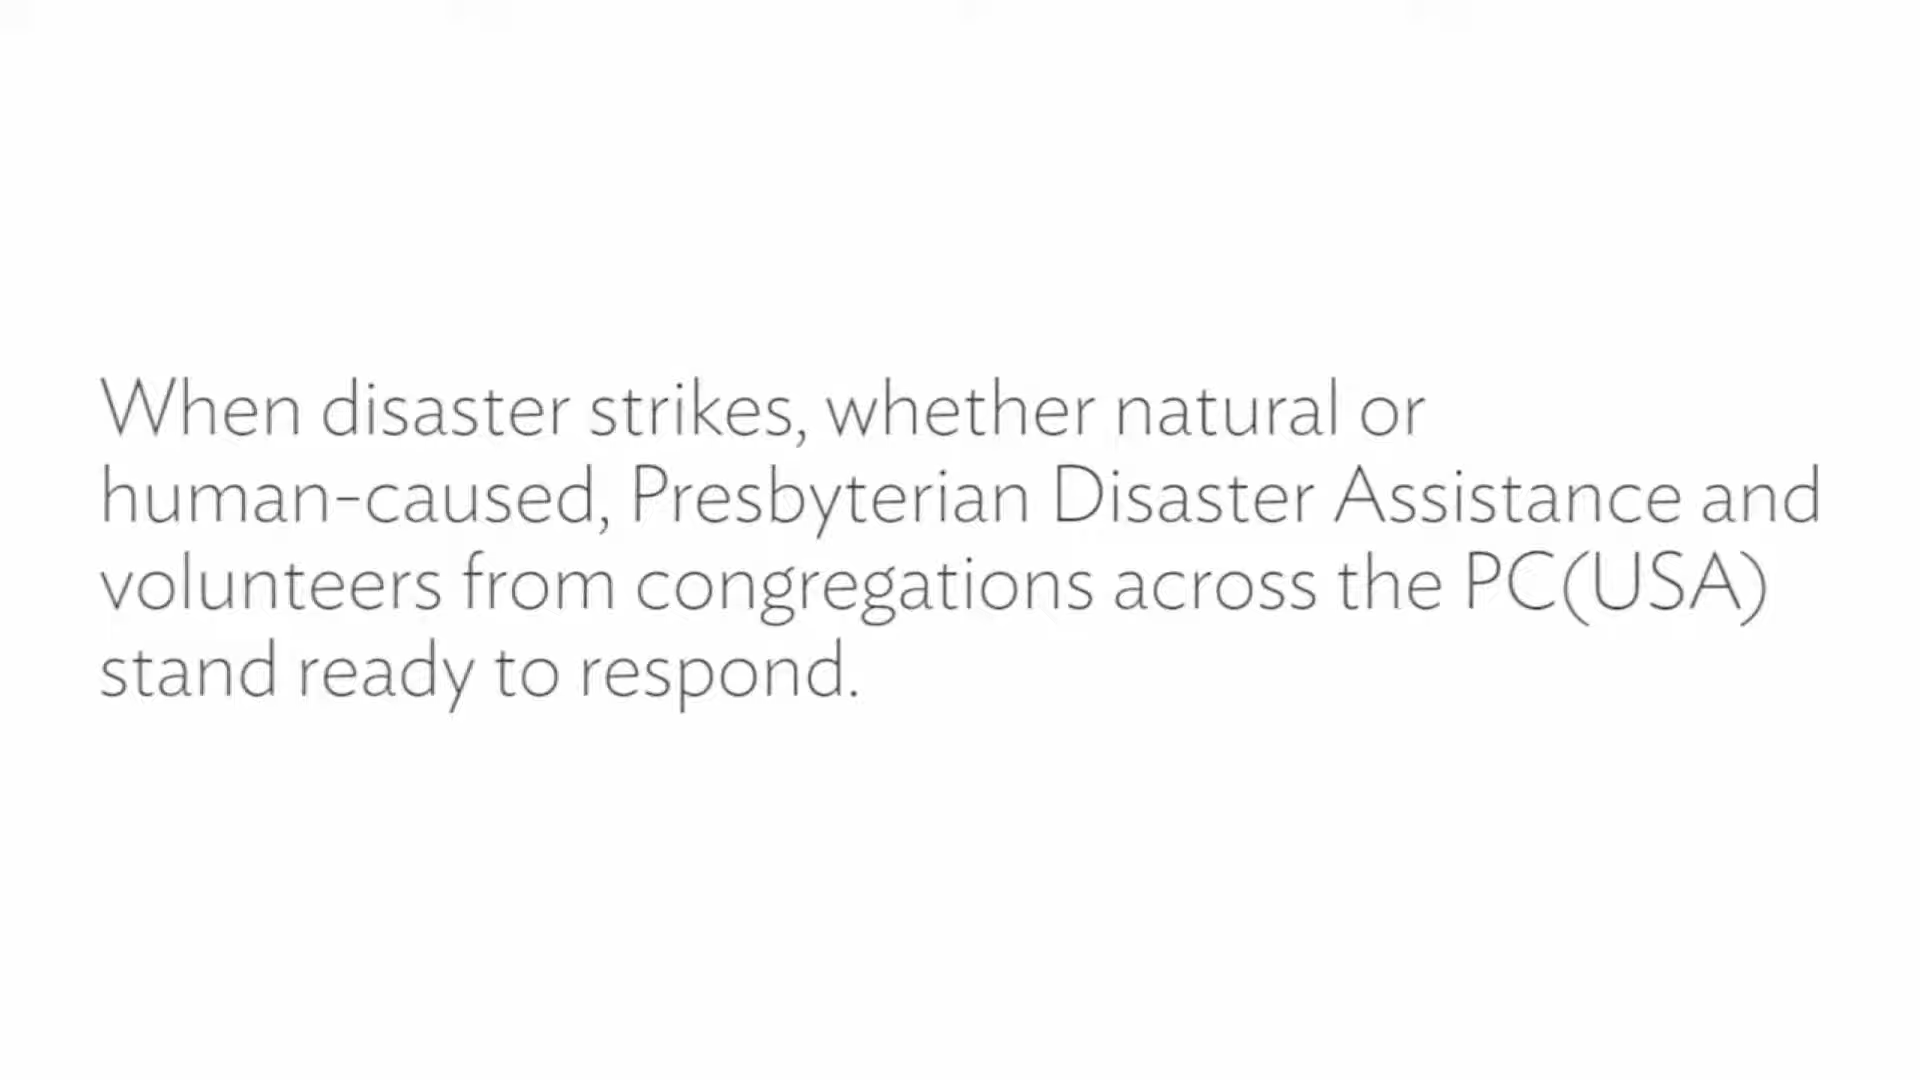 When disaster strikes, whether natural or
human-caused, Presbyterian Disaster Assistance and
volunteers from congregations across the PC(USA)
stand ready to respond.